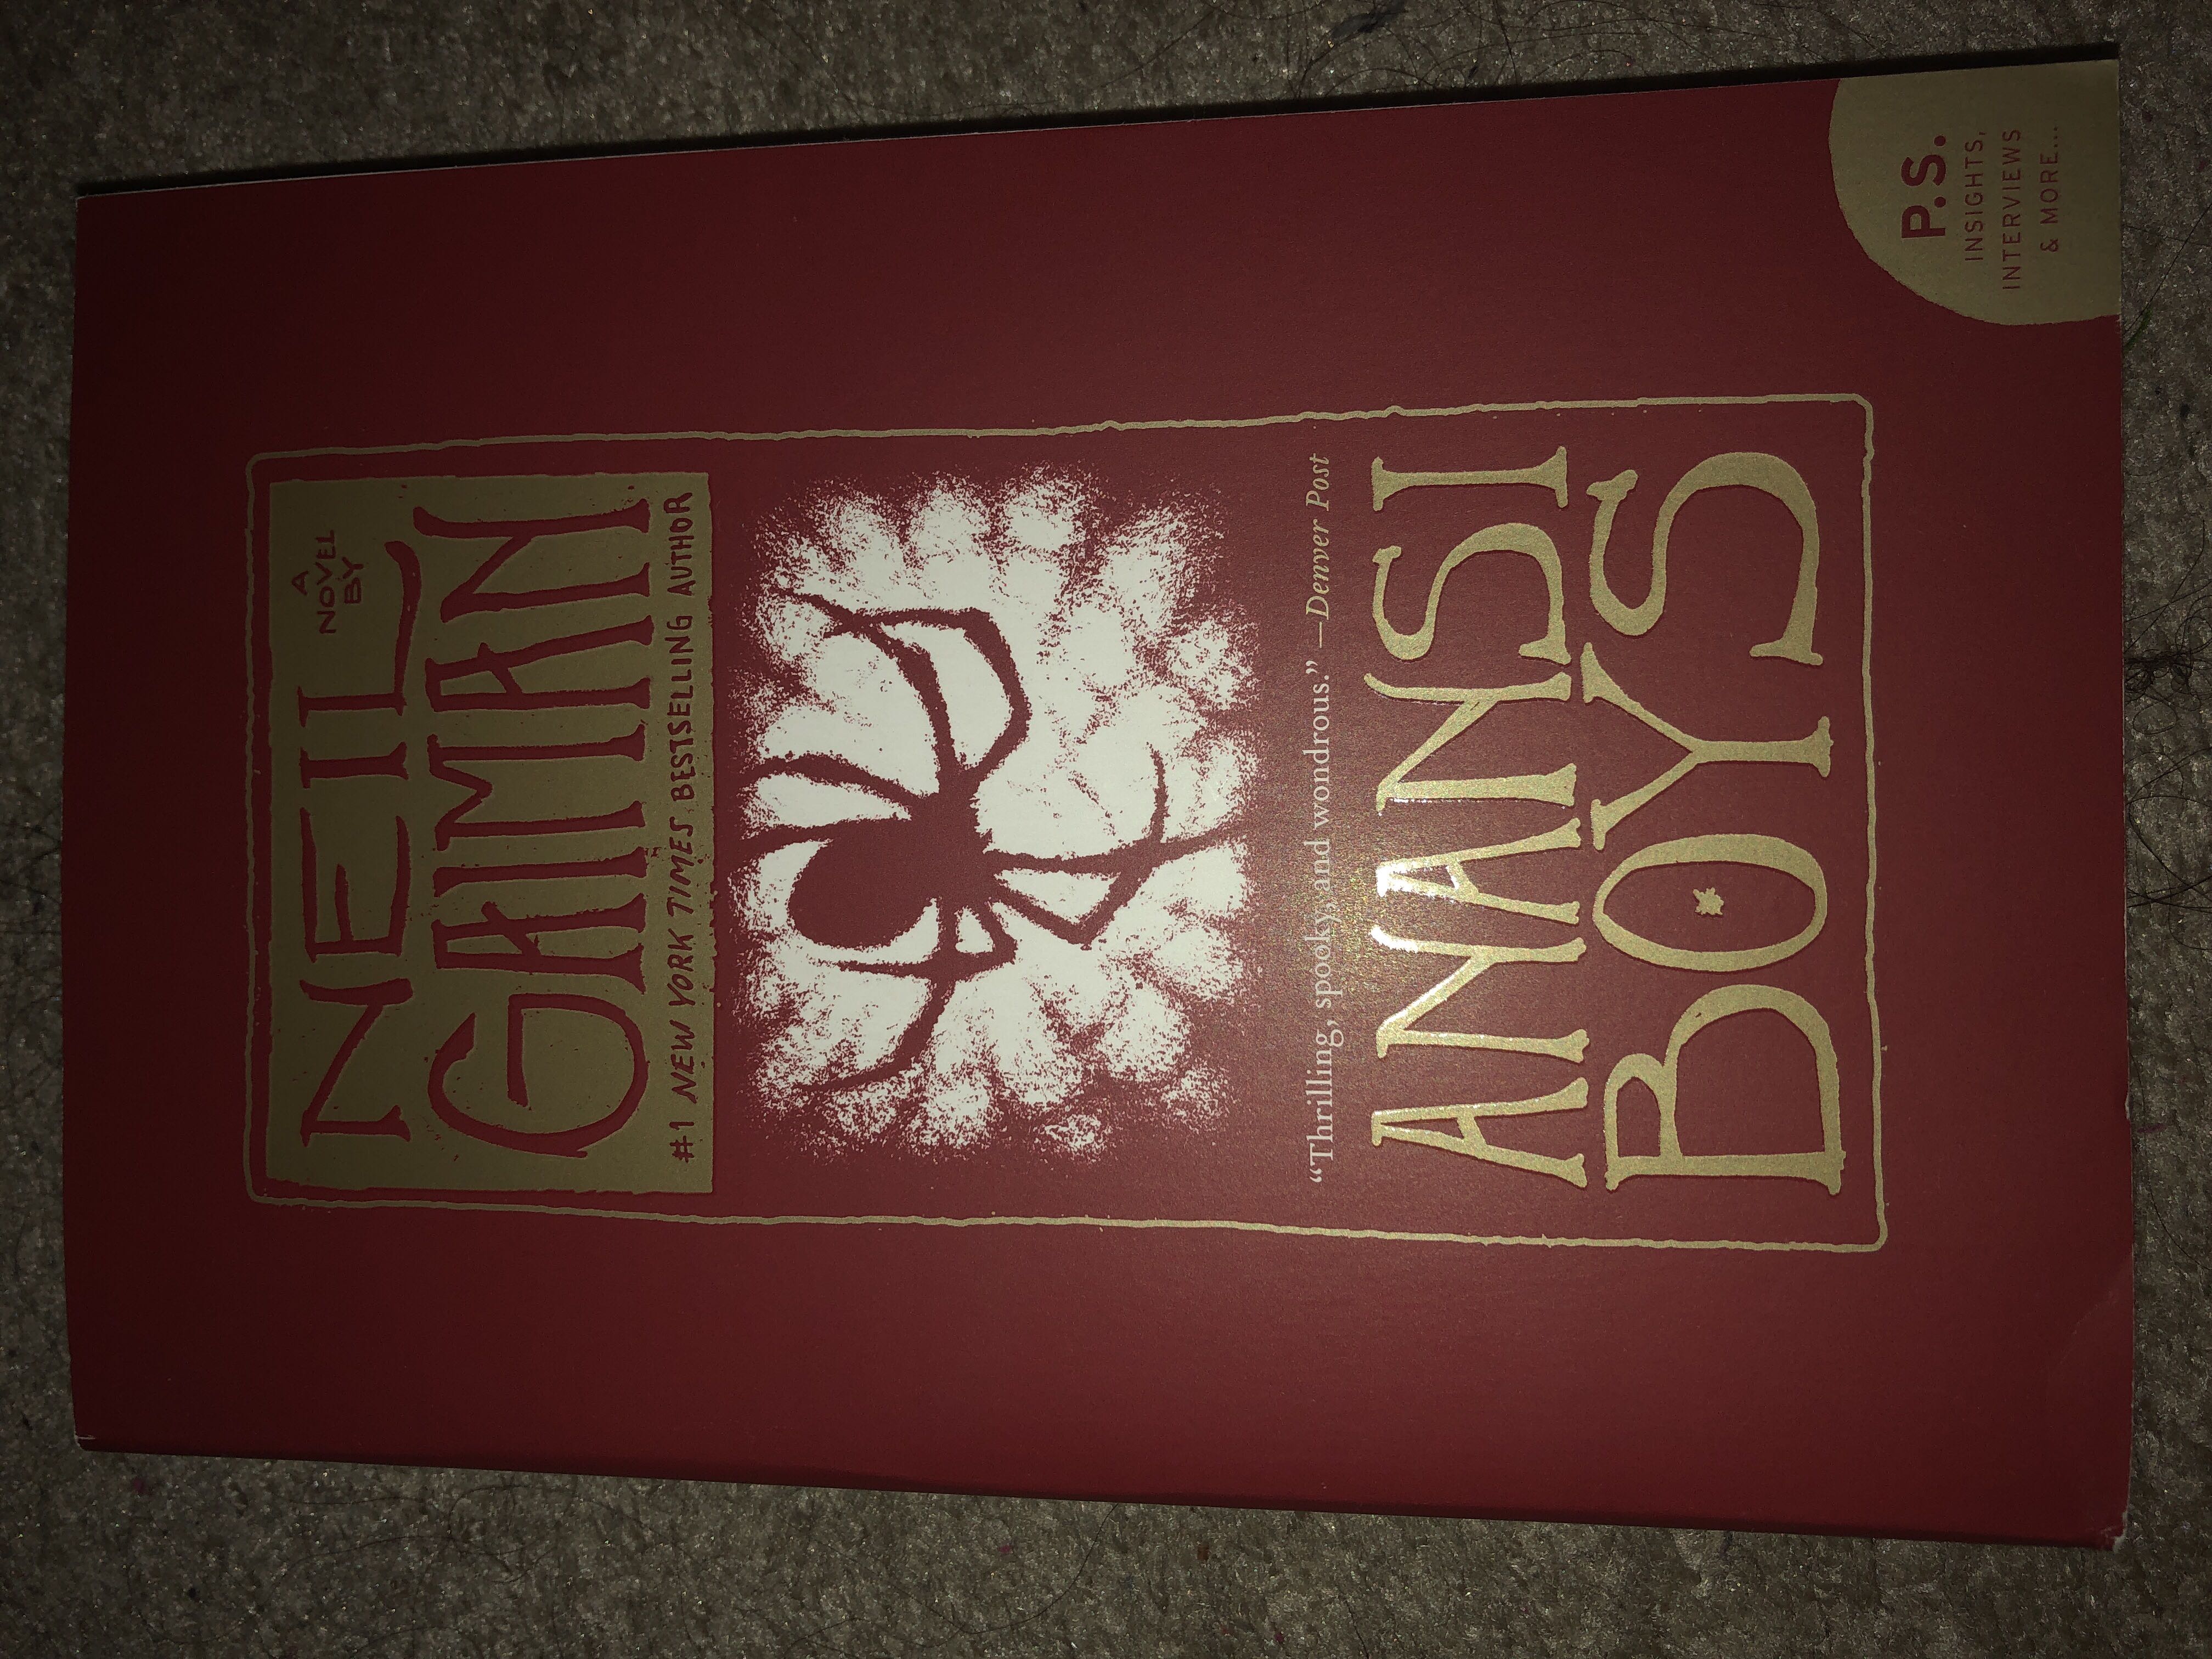 A
NOVEL
BY
NEIL
GAIMAN
#1 NEW YORK TIMES BESTSELLING AUTHOR
“Thrilling, spooky, and wondrous.” —Denver Post
ANANSI
BOYS
P.S.
INSIGHTS,
INTERVIEWS
& MORE...